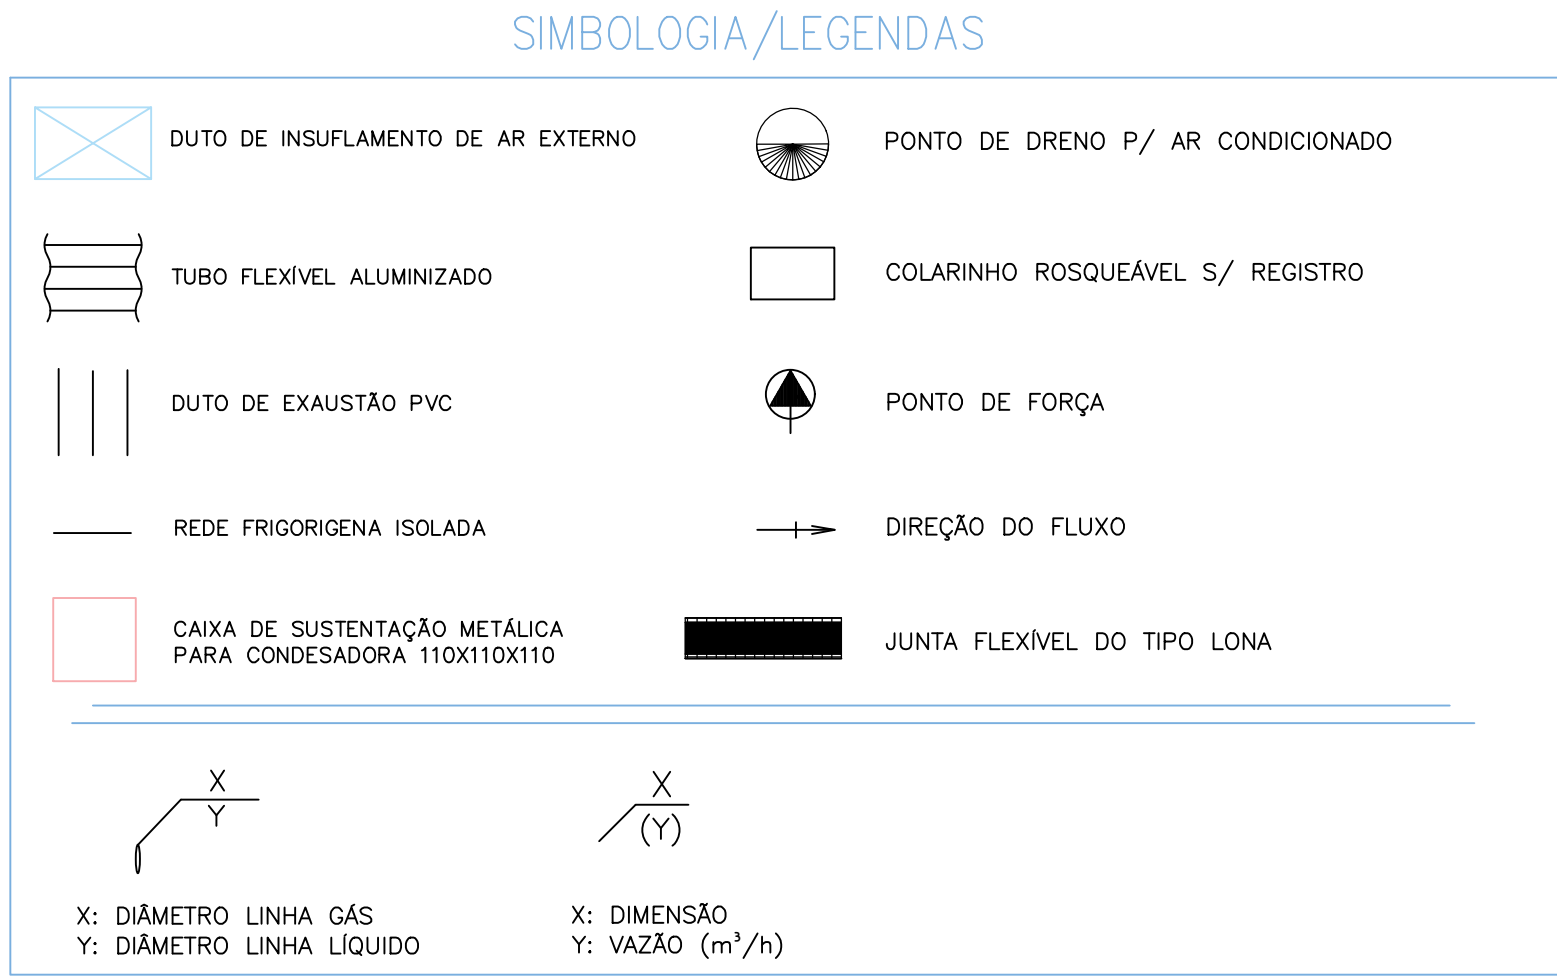 SIMBOLOGIA/LEGENDAS
DUTO DE INSUFLAMENTO DE AR EXTERNO
PONTO DE DRENO P/ AR CONDICIONADO
TUBO FLEXÍVEL ALUMINIZADO
COLARINHO ROSQUEÁVEL S/ REGISTRO
DUTO DE EXAUSTÃO PVC
PONTO DE FORÇA
REDE FRIGORIGENA ISOLADA
DIREÇÃO DO FLUXO
CAIXA DE SUSTENTAÇÃO METÁLICA
PARA CONDESADORA 110X110X110
JUNTA FLEXÍVEL DO TIPO LONA
X
Y
X: DIÂMETRO LINHA GÁS
Y: DIÂMETRO LINHA LÍQUIDO
X
(Y)
X: DIMENSÃO
Y: VAZÃO (m³/h)